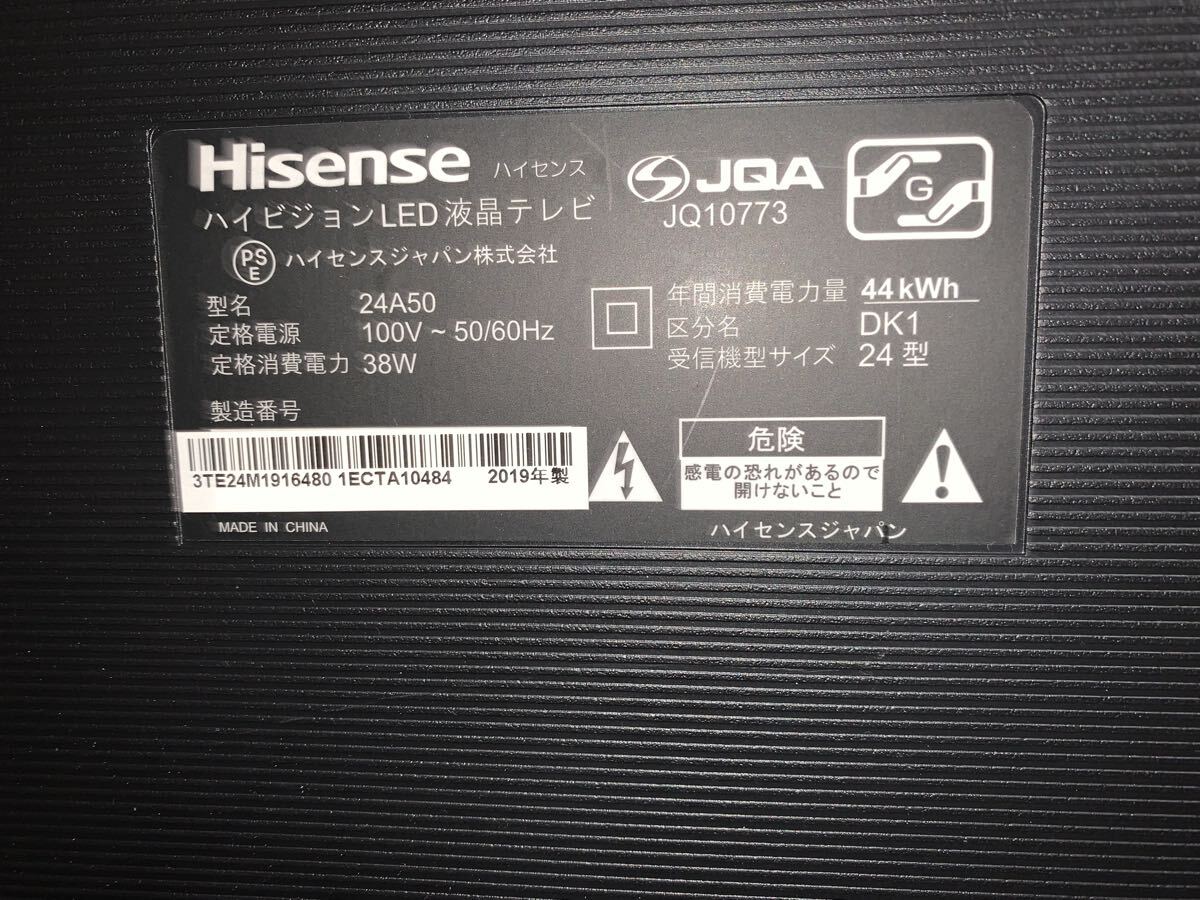 Hisense ハイセンス
ハイビジョンLED液晶テレビ
PS
E
ハイセンスジャパン株式会社
型名 24A50
定格電源 100V ~ 50/60Hz
定格消費電力 38W
製造番号
3TE24M1916480 1ECTA10484 2019年製
MADE IN CHINA
S JQA
JQ10773
G
年間消費電力量 44kWh
区分名 DK1
受信機型サイズ 24型
危険
感電の恐れがあるので
開けないこと
!
ハイセンスジャパン